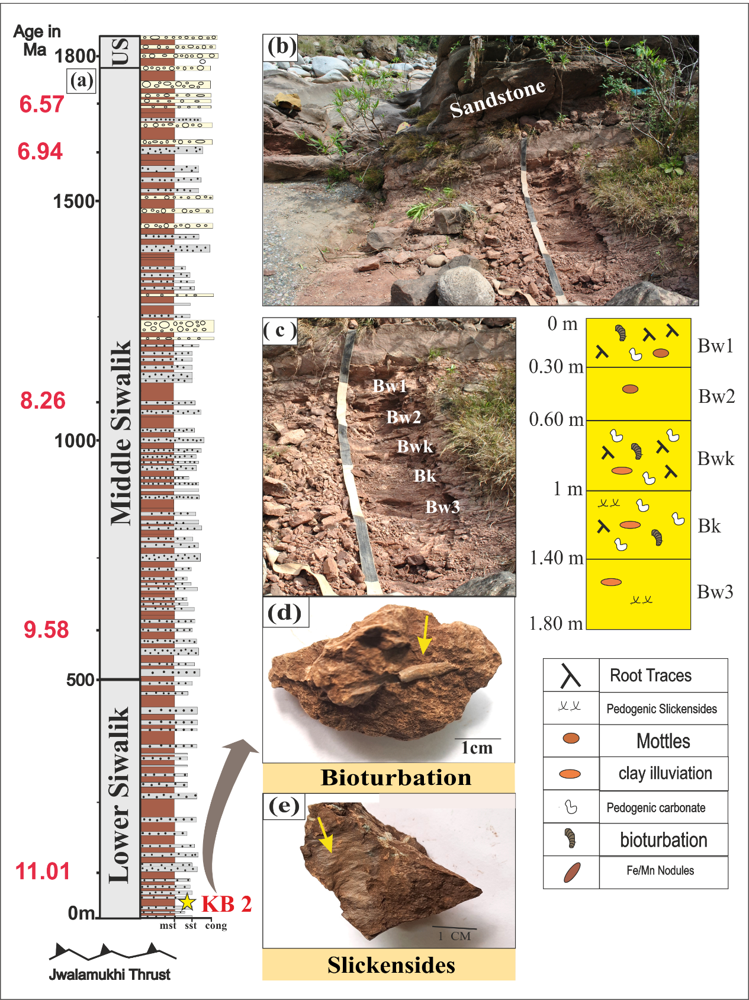 Age in
Ma
1800
(a)
US
6.57
6.94
1500
Middle Siwalik
8.26
1000
9.58
500
Lower Siwalik
11.01
KB 2
0m
mst sst cong
Jwalamukhi Thrust
(b)
Sandstone
( c )
Bw1
Bw2
Bwk
Bk
Bw3
0 m
Bw1
0.30 m
Bw2
0.60 m
Bwk
1 m
Bk
1.40 m
Bw3
1.80 m
(d)
1cm
Bioturbation
(e)
1 CM
Slickensides
Root Traces
Pedogenic Slickensides
Mottles
clay illuviation
Pedogenic carbonate
bioturbation
Fe/Mn Nodules